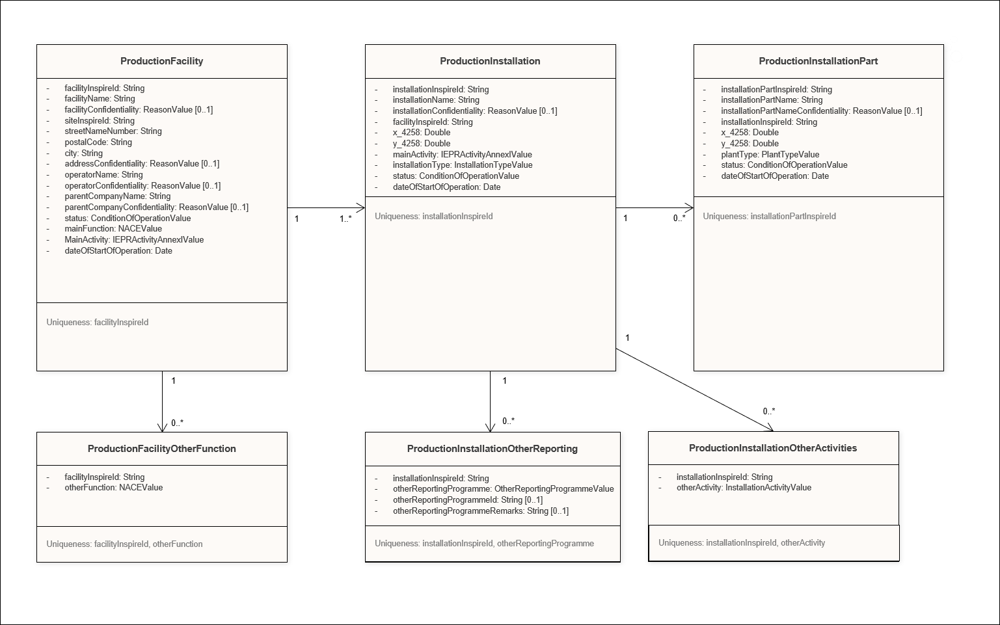 ProductionFacility
- facilityInspireId: String
- facilityName: String
- facilityConfidentiality: ReasonValue [0..1]
- siteInspireId: String
- streetNameNumber: String
- postalCode: String
- city: String
- addressConfidentiality: ReasonValue [0..1]
- operatorName: String
- operatorConfidentiality: ReasonValue [0..1]
- parentCompanyName: String
- parentCompanyConfidentiality: ReasonValue [0..1]
- status: ConditionOfOperationValue
- mainFunction: NACEValue
- MainActivity: IEPRActivityAnnexIValue
- dateOfStartOfOperation: Date
Uniqueness: facilityInspireId
1
1..*
ProductionInstallation
- installationInspireId: String
- installationName: String
- installationConfidentiality: ReasonValue [0..1]
- facilityInspireId: String
- x_4258: Double
- y_4258: Double
- mainActivity: IEPRActivityAnnexIValue
- installationType: InstallationTypeValue
- status: ConditionOfOperationValue
- dateOfStartOfOperation: Date
Uniqueness: installationInspireId
1
0..*
ProductionInstallationPart
- installationPartInspireId: String
- installationPartName: String
- installationPartNameConfidentiality: ReasonValue [0..1]
- installationInspireId: String
- x_4258: Double
- y_4258: Double
- plantType: PlantTypeValue
- status: ConditionOfOperationValue
- dateOfStartOfOperation: Date
Uniqueness: installationPartInspireId
1
0..*
ProductionFacilityOtherFunction
- facilityInspireId: String
- otherFunction: NACEValue
Uniqueness: facilityInspireId, otherFunction
1
0..*
ProductionInstallationOtherReporting
- installationInspireId: String
- otherReportingProgramme: OtherReportingProgrammeValue
- otherReportingProgrammeId: String [0..1]
- otherReportingProgrammeRemarks: String [0..1]
Uniqueness: installationInspireId, otherReportingProgramme
1
0..*
ProductionInstallationOtherActivities
- installationInspireId: String
- otherActivity: InstallationActivityValue
Uniqueness: installationInspireId, otherActivity